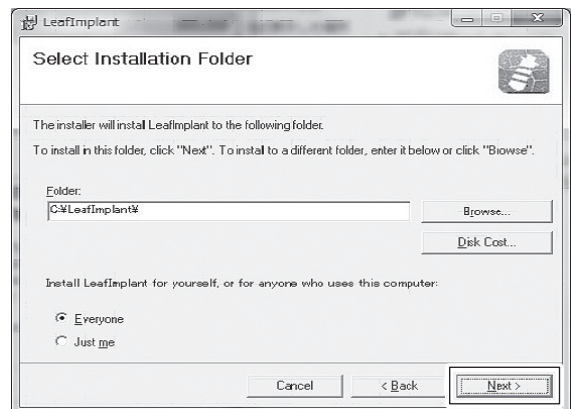 LeafImplant
Select Installation Folder
The installer will install LeafImplant to the following folder.
To install in this folder, click "Next". To install to a different folder, enter it below or click "Browse".
Folder:
C:¥LeafImplant¥
Browse...
Disk Cost...
Install LeafImplant for yourself, or for anyone who uses this computer:
Everyone
Just me
Cancel
< Back
Next >